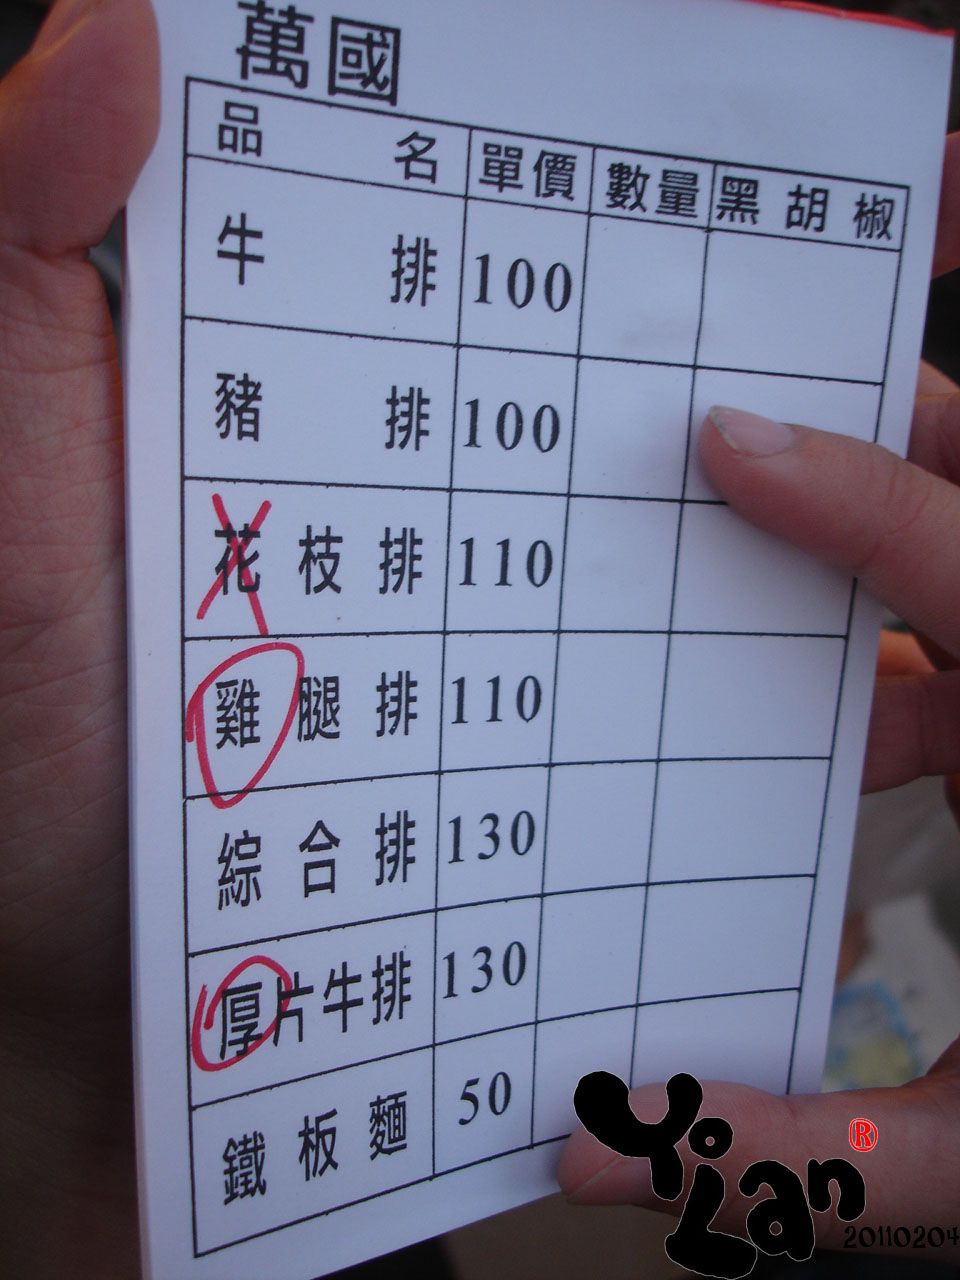 萬國
品名 單價 數量 黑胡椒
牛排 100
豬排 100
花枝排 110
雞腿排 110
綜合排 130
厚片牛排 130
鐵板麵 50
Yilan®
20110204